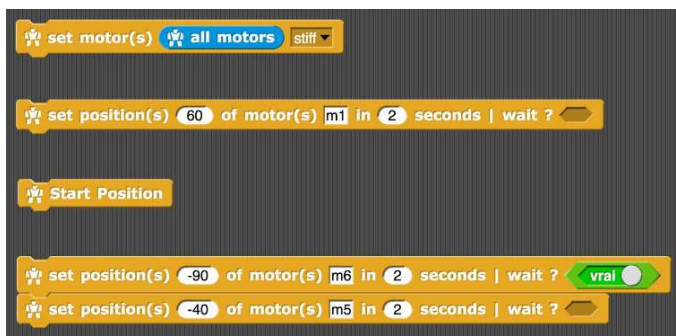 set motor(s) all motors stiff
set position(s) 60 of motor(s) m1 in 2 seconds | wait ?
Start Position
set position(s) -90 of motor(s) m6 in 2 seconds | wait ? vrai
set position(s) -40 of motor(s) m5 in 2 seconds | wait ?